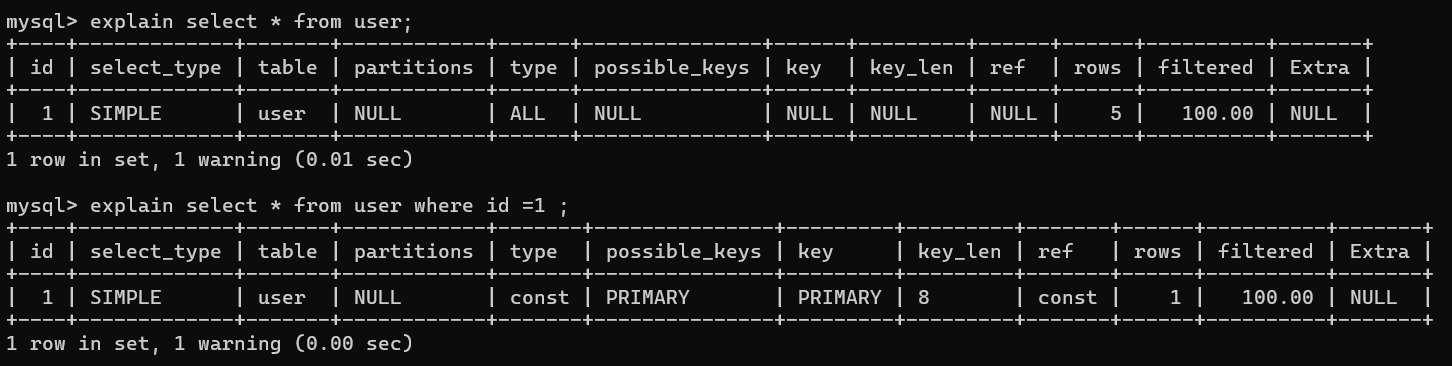 mysql> explain select * from user;
+----+-------------+-------+------------+------+---------------+------+---------+------+------+----------+-------+
| id | select_type | table | partitions | type | possible_keys | key  | key_len | ref  | rows | filtered | Extra |
+----+-------------+-------+------------+------+---------------+------+---------+------+------+----------+-------+
|  1 | SIMPLE      | user  | NULL       | ALL  | NULL          | NULL | NULL    | NULL |    5 |   100.00 | NULL  |
+----+-------------+-------+------------+------+---------------+------+---------+------+------+----------+-------+
1 row in set, 1 warning (0.01 sec)

mysql> explain select * from user where id =1 ;
+----+-------------+-------+------------+-------+---------------+---------+---------+-------+------+----------+-------+
| id | select_type | table | partitions | type  | possible_keys | key     | key_len | ref   | rows | filtered | Extra |
+----+-------------+-------+------------+-------+---------------+---------+---------+-------+------+----------+-------+
|  1 | SIMPLE      | user  | NULL       | const | PRIMARY       | PRIMARY | 8       | const |    1 |   100.00 | NULL  |
+----+-------------+-------+------------+-------+---------------+---------+---------+-------+------+----------+-------+
1 row in set, 1 warning (0.00 sec)